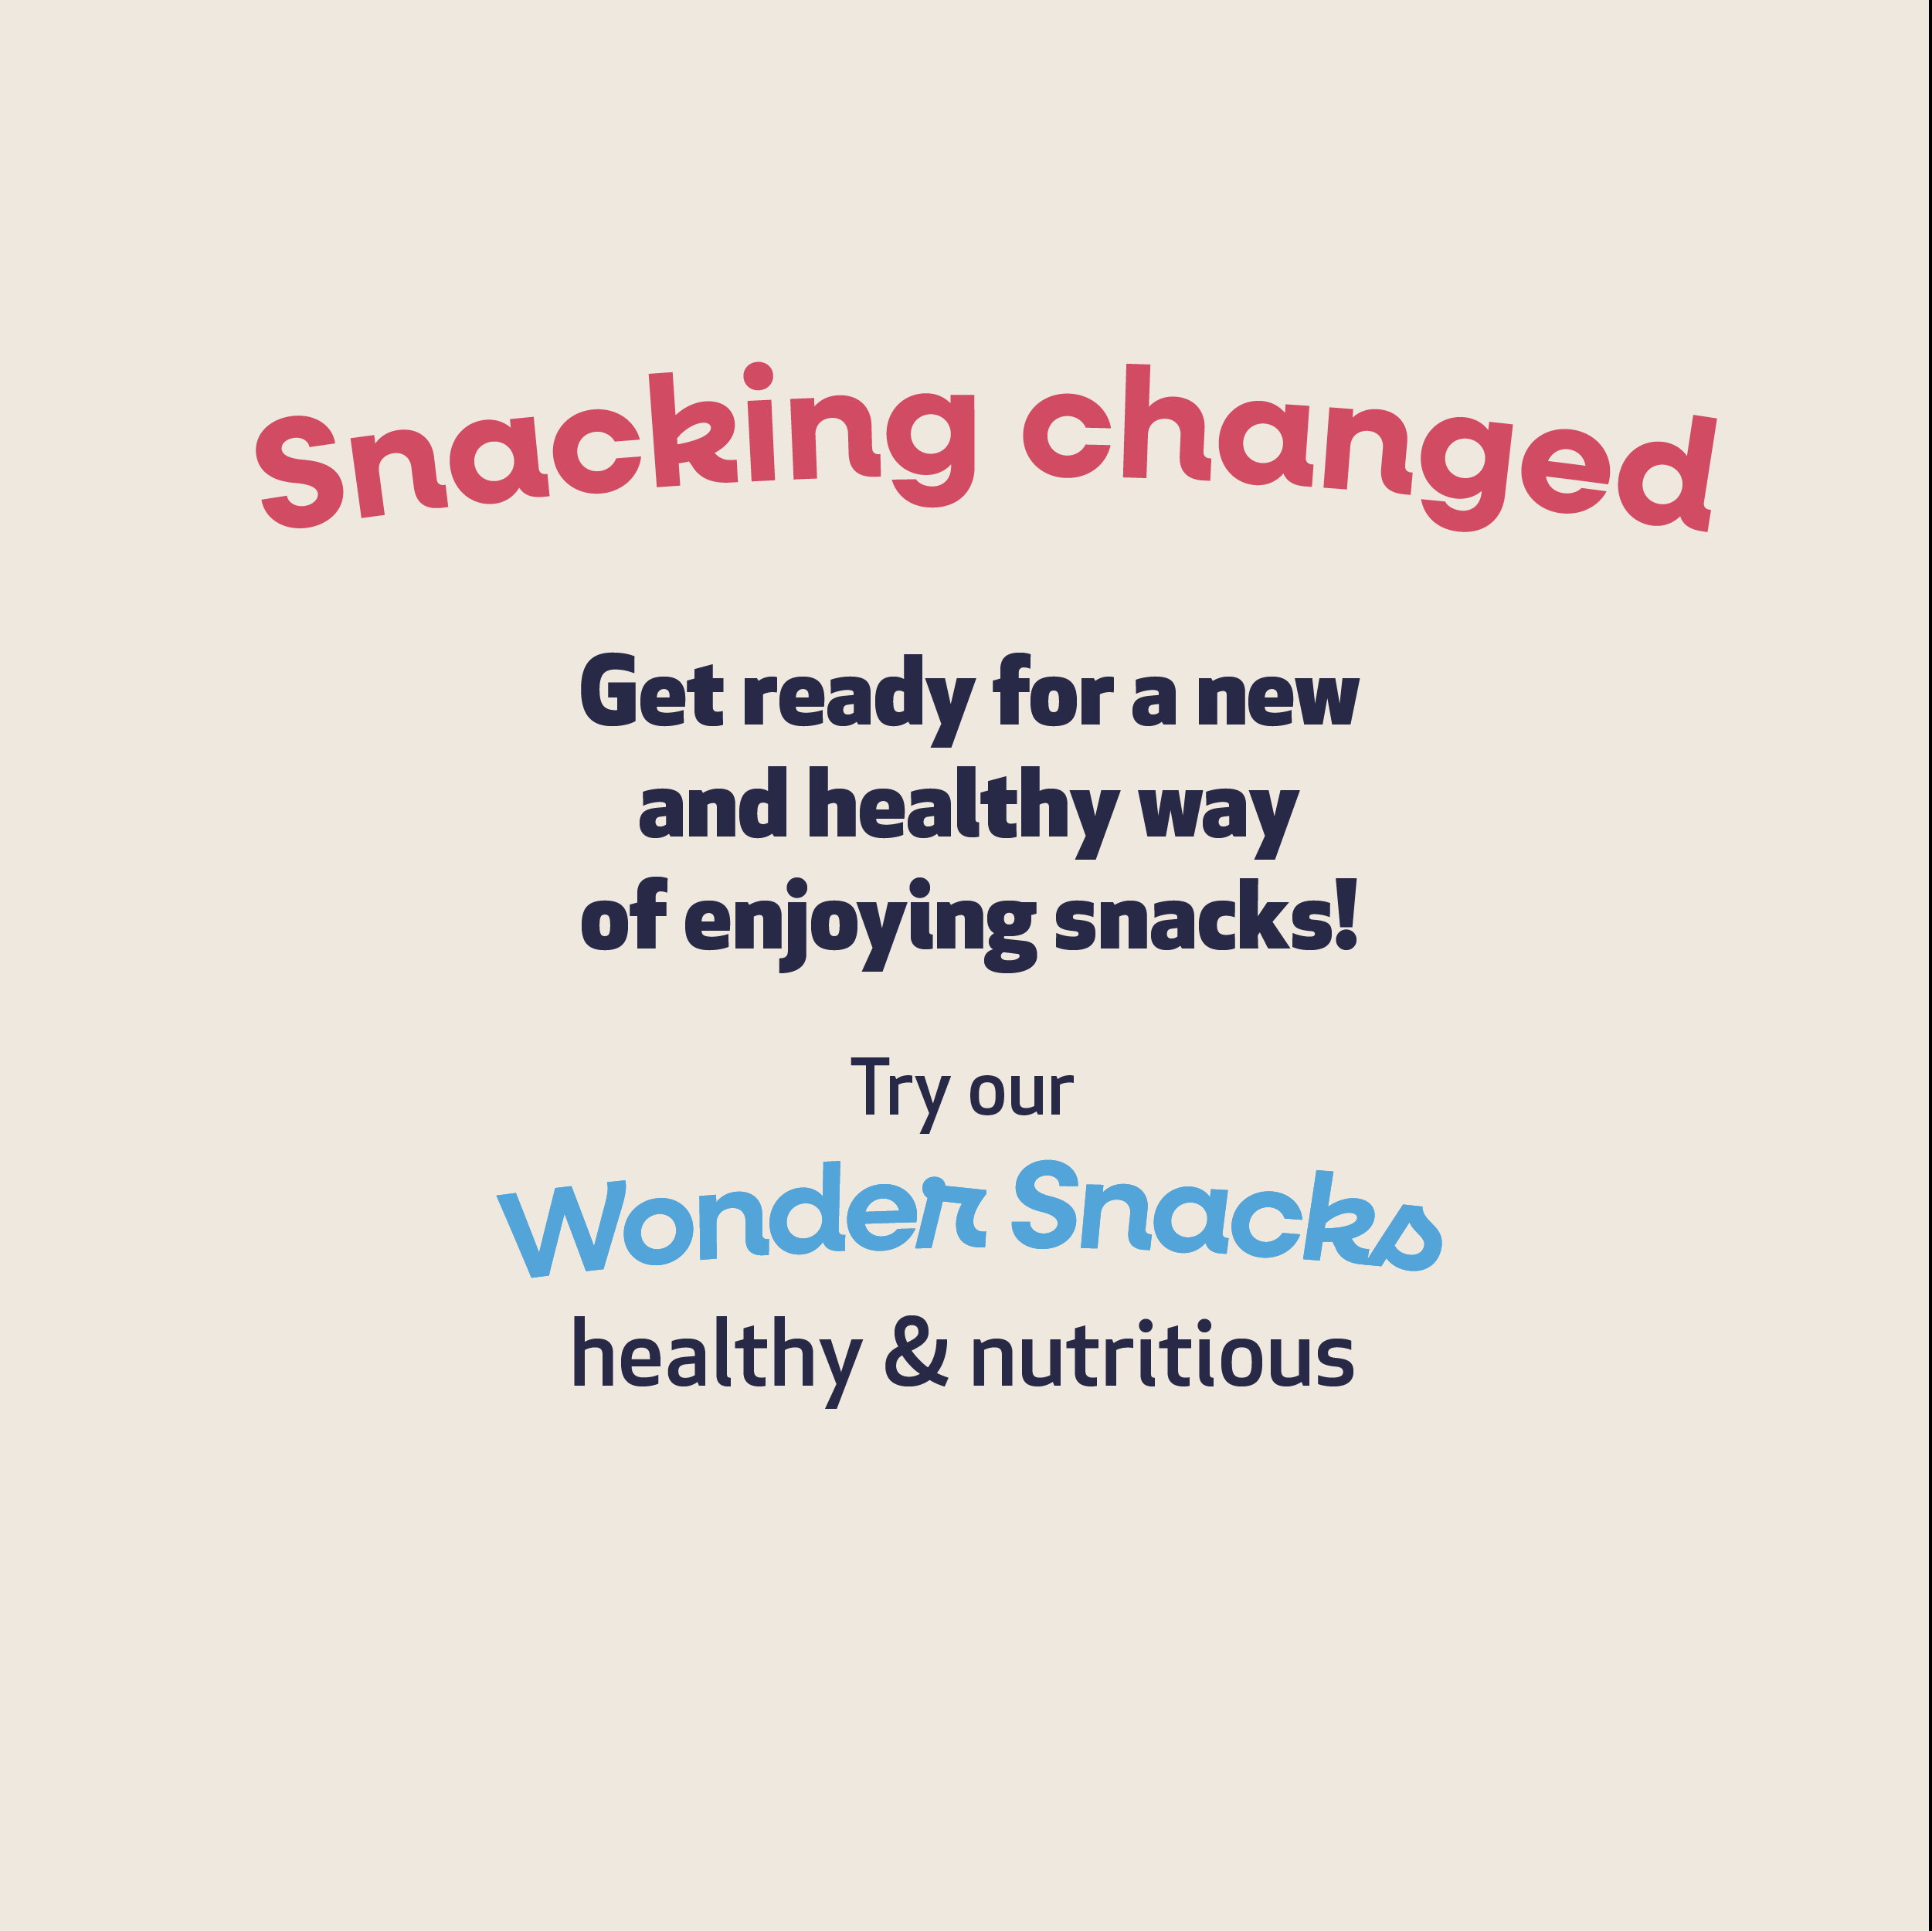 Snacking changed
Get ready for a new
and healthy way
of enjoying snacks!
Try our
Wonder Snacks
healthy & nutritious